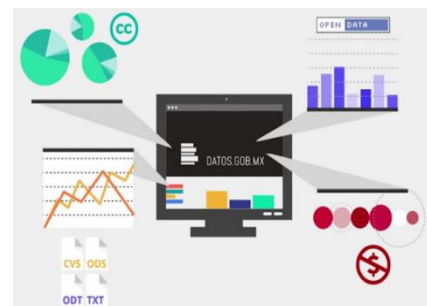 CC
OPEN DATA
DATOS.GOB.MX
CVS ODS
ODT TXT
$